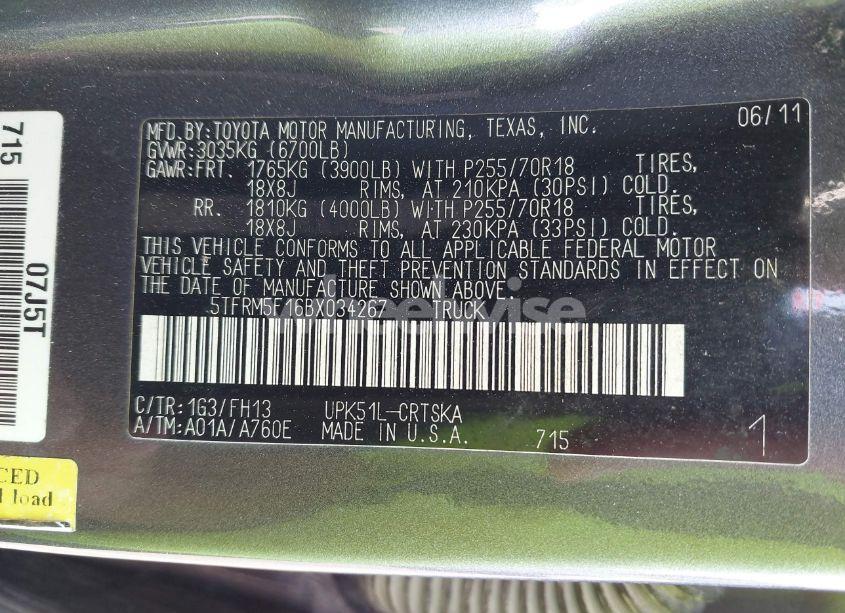 06/11
MFD.BY:TOYOTA MOTOR MANUFACTURING, TEXAS, INC.
GVWR:3035KG (6700LB)
GAWR:FRT. 1765KG (3900LB) WITH P255/70R18 TIRES,
18X8J RIMS, AT 210KPA (30PSI) COLD.
RR. 1810KG (4000LB) WITH P255/70R18 TIRES,
18X8J RIMS, AT 230KPA (33PSI) COLD.
THIS VEHICLE CONFORMS TO ALL APPLICABLE FEDERAL MOTOR
VEHICLE SAFETY AND THEFT PREVENTION STANDARDS IN EFFECT ON
THE DATE OF MANUFACTURE SHOWN ABOVE.
TRUCK
C/TR:1G3/FH13 UPK51L-CRTSKA
A/TM:A01A/A760E MADE IN U.S.A. 715 1
715 07J5T
load